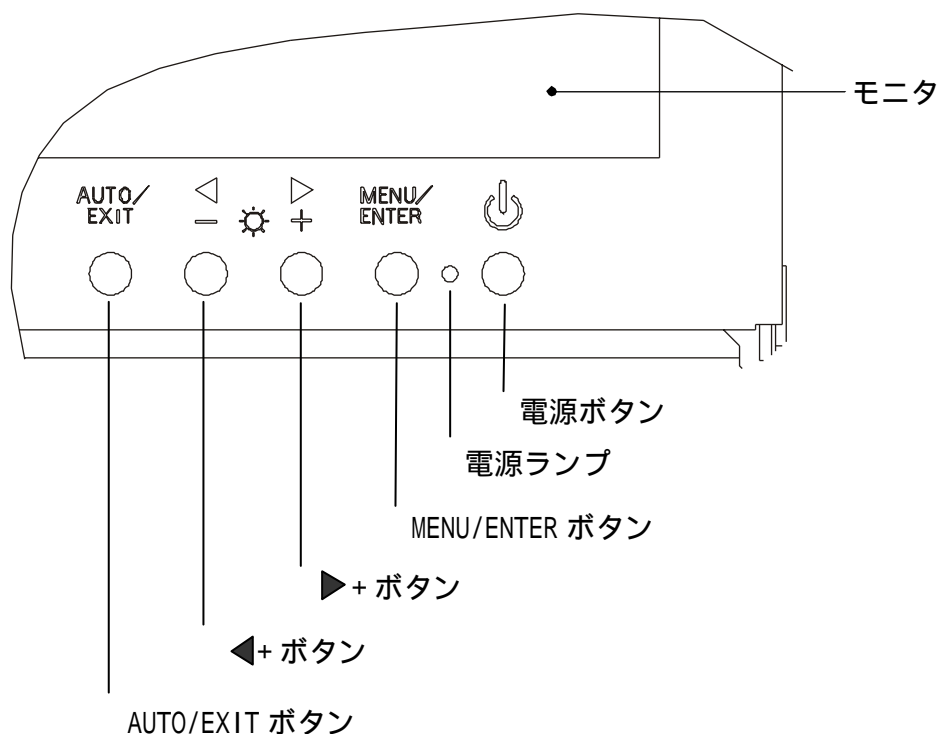 モニタ
AUTO/
EXIT
◁
−
▷
+
MENU/
ENTER
電源ボタン
電源ランプ
MENU/ENTER ボタン
▶+ ボタン
◀+ ボタン
AUTO/EXIT ボタン